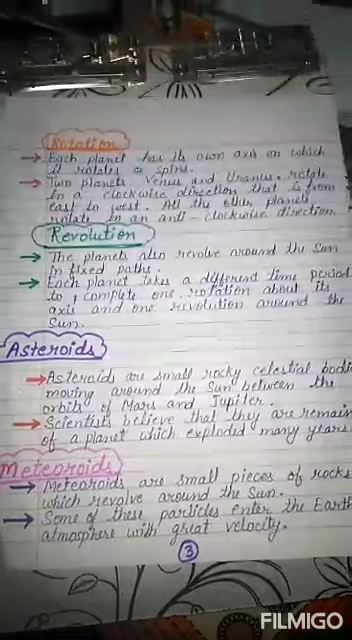 Rotation
→ Each planet has its own axis on which
it rotates or spins.
→ Two planets, Venus and Uranus. rotate
in a clockwise direction that is from
east to west. All the other planets
rotate in an anti-clockwise direction.
Revolution
→ The planets also revolve around the Sun
in fixed paths.
→ Each planet takes a different time period
to, complete one rotation about its
axis and one revolution around the
Sun.
Asteroids
→ Asteroids are small rocky celestial bodi
moving around the Sun between the
orbits of Mars and Jupiter.
→ Scientists believe that they are remain
of a planet which exploded many years
Meteoroids
→ Meteoroids are small pieces of rocks
which revolve around the Sun.
→ Some of these particles enter the Earth
atmosphere with great velocity.
3
FILMIGO